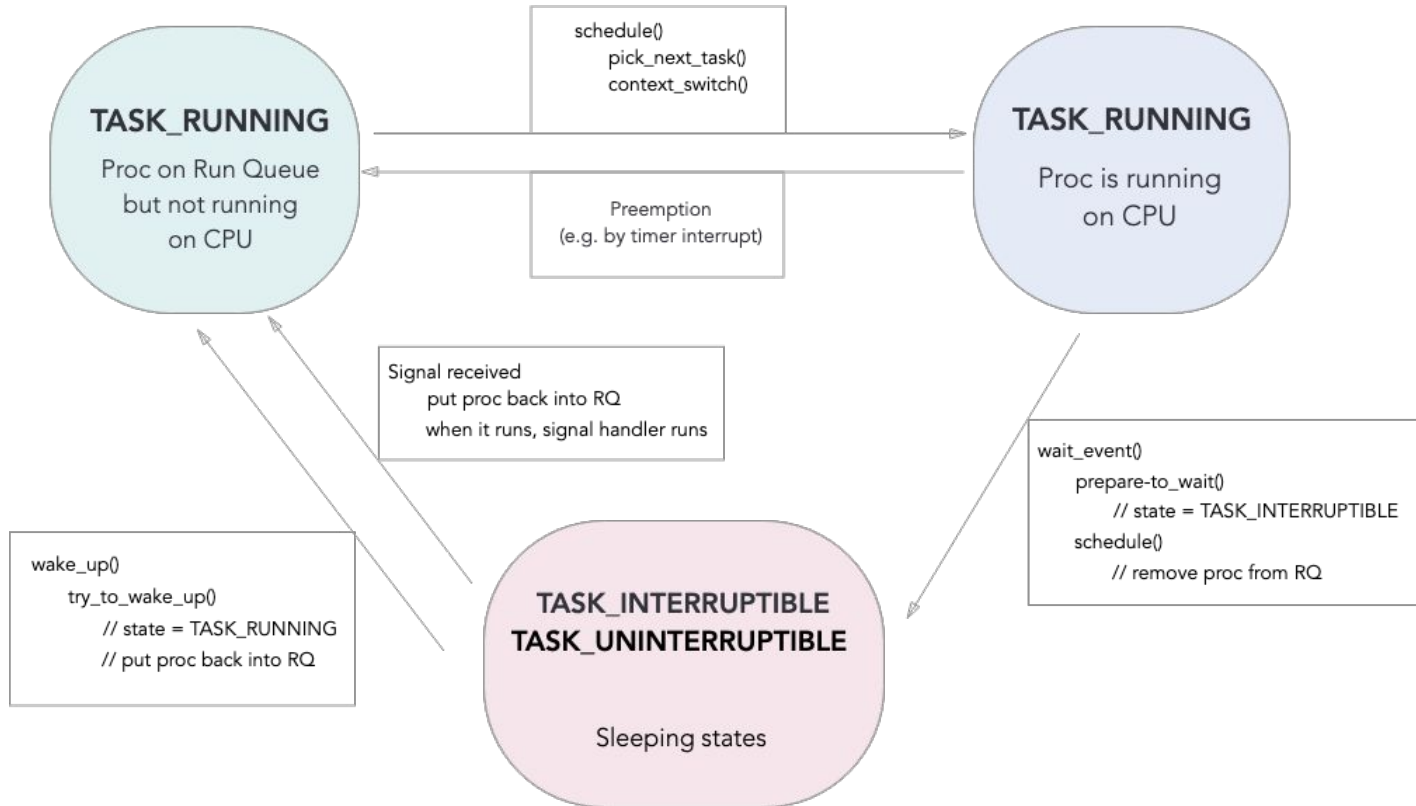 schedule()
pick_next_task()
context_switch()
TASK_RUNNING
Proc on Run Queue
but not running
on CPU
TASK_RUNNING
Proc is running
on CPU
Preemption
(e.g. by timer interrupt)
Signal received
put proc back into RQ
when it runs, signal handler runs
wait_event()
prepare-to_wait()
// state = TASK_INTERRUPTIBLE
schedule()
// remove proc from RQ
wake_up()
try_to_wake_up()
// state = TASK_RUNNING
// put proc back into RQ
TASK_INTERRUPTIBLE
TASK_UNINTERRUPTIBLE
Sleeping states